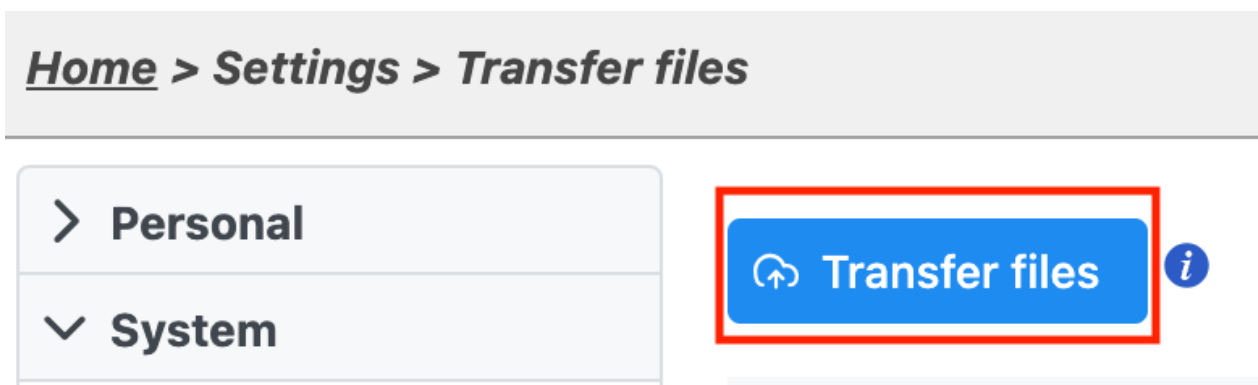 Home > Settings > Transfer files
Personal
System
Transfer files i